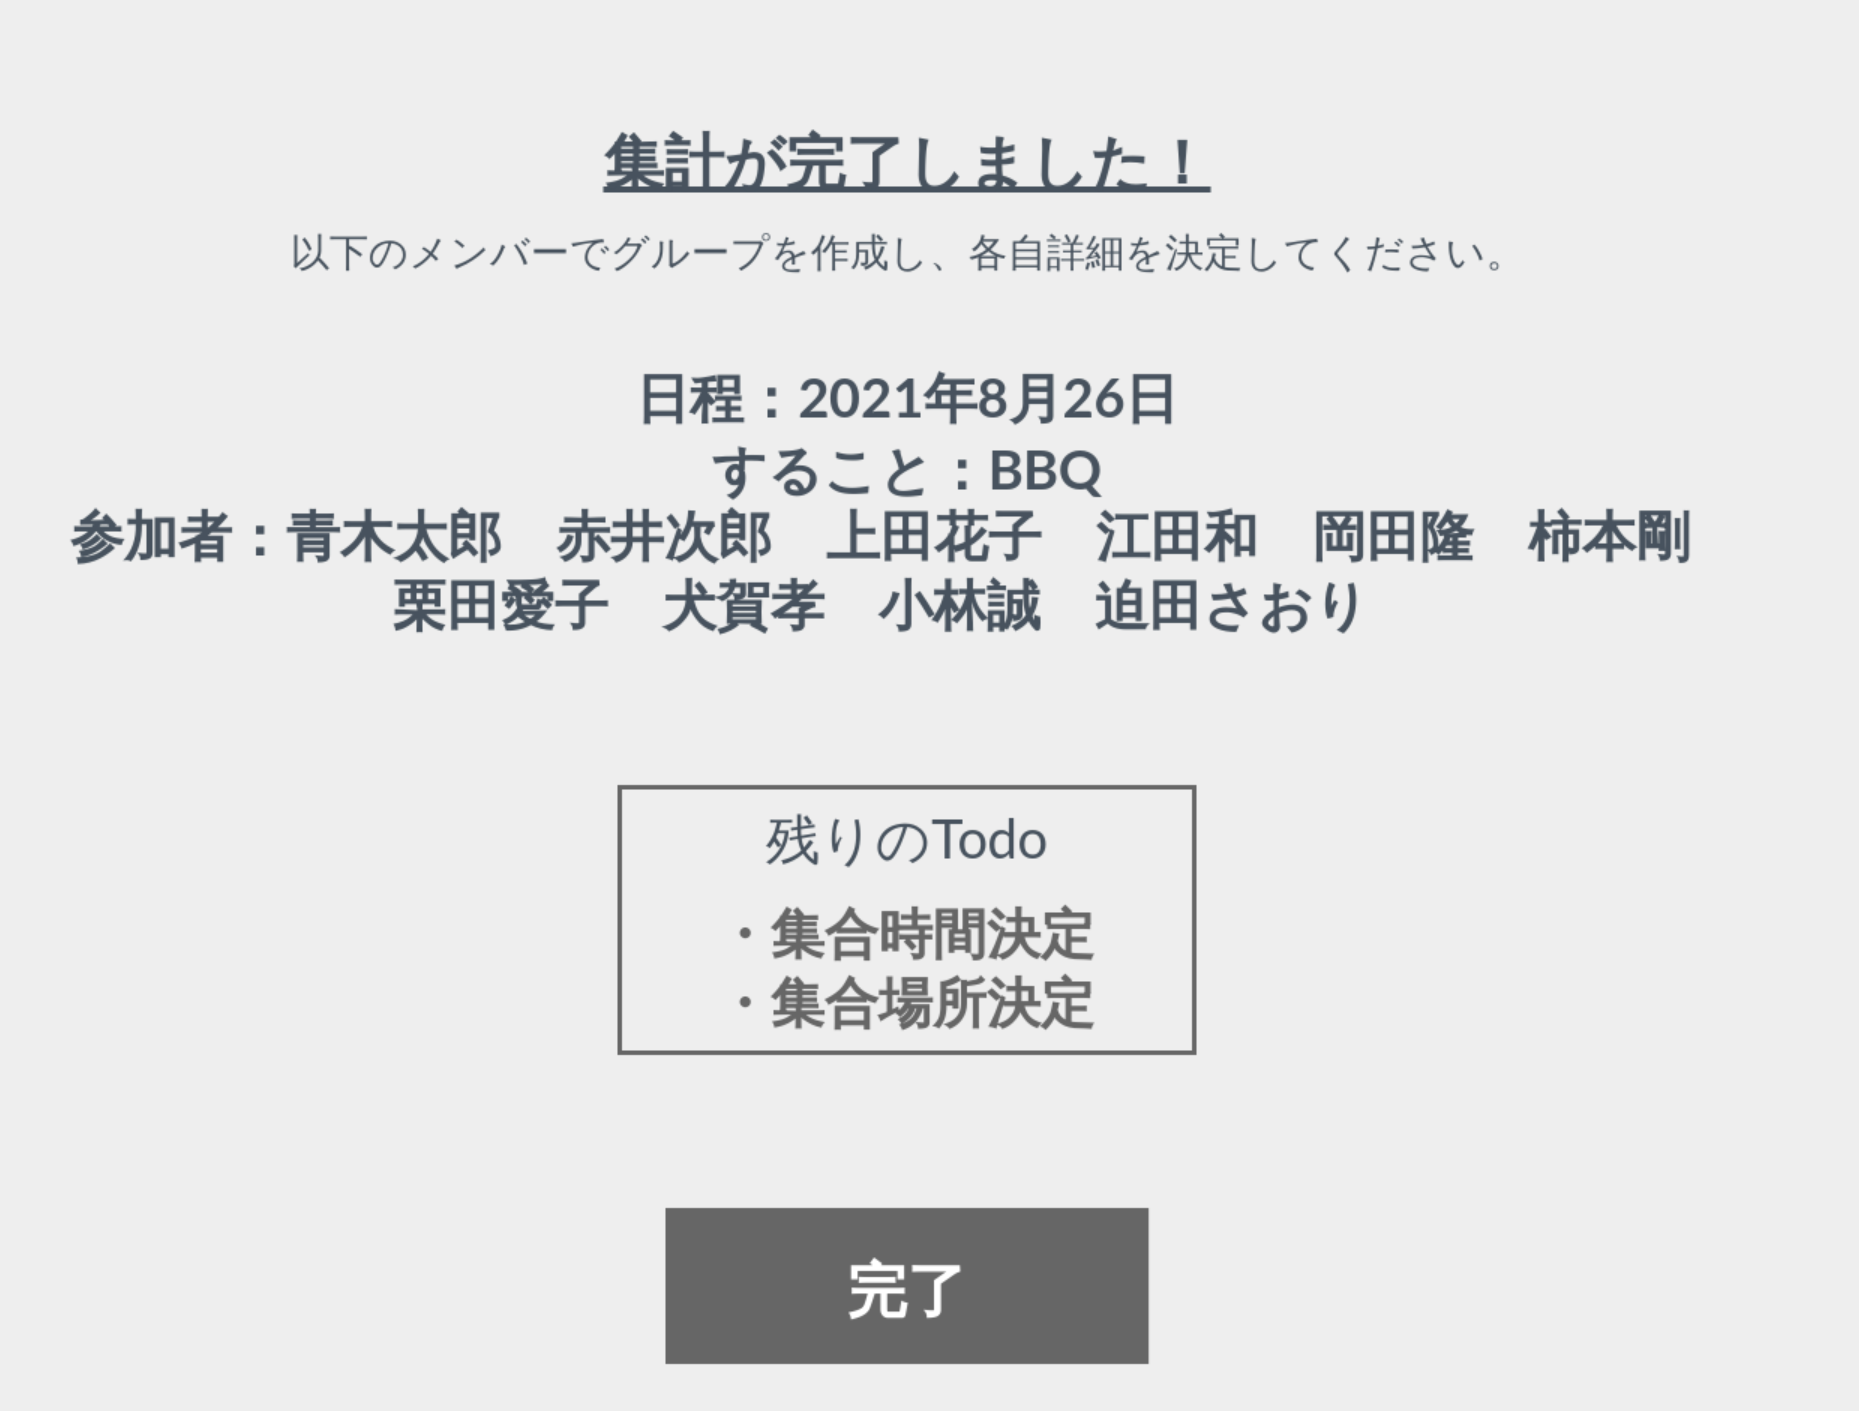 集計が完了しました！
以下のメンバーでグループを作成し、各自詳細を決定してください。
日程：2021年8月26日
すること：BBQ
参加者：青木太郎　赤井次郎　上田花子　江田和　岡田隆　柿本剛
栗田愛子　犬賀孝　小林誠　迫田さおり
残りのTodo
・集合時間決定
・集合場所決定
完了